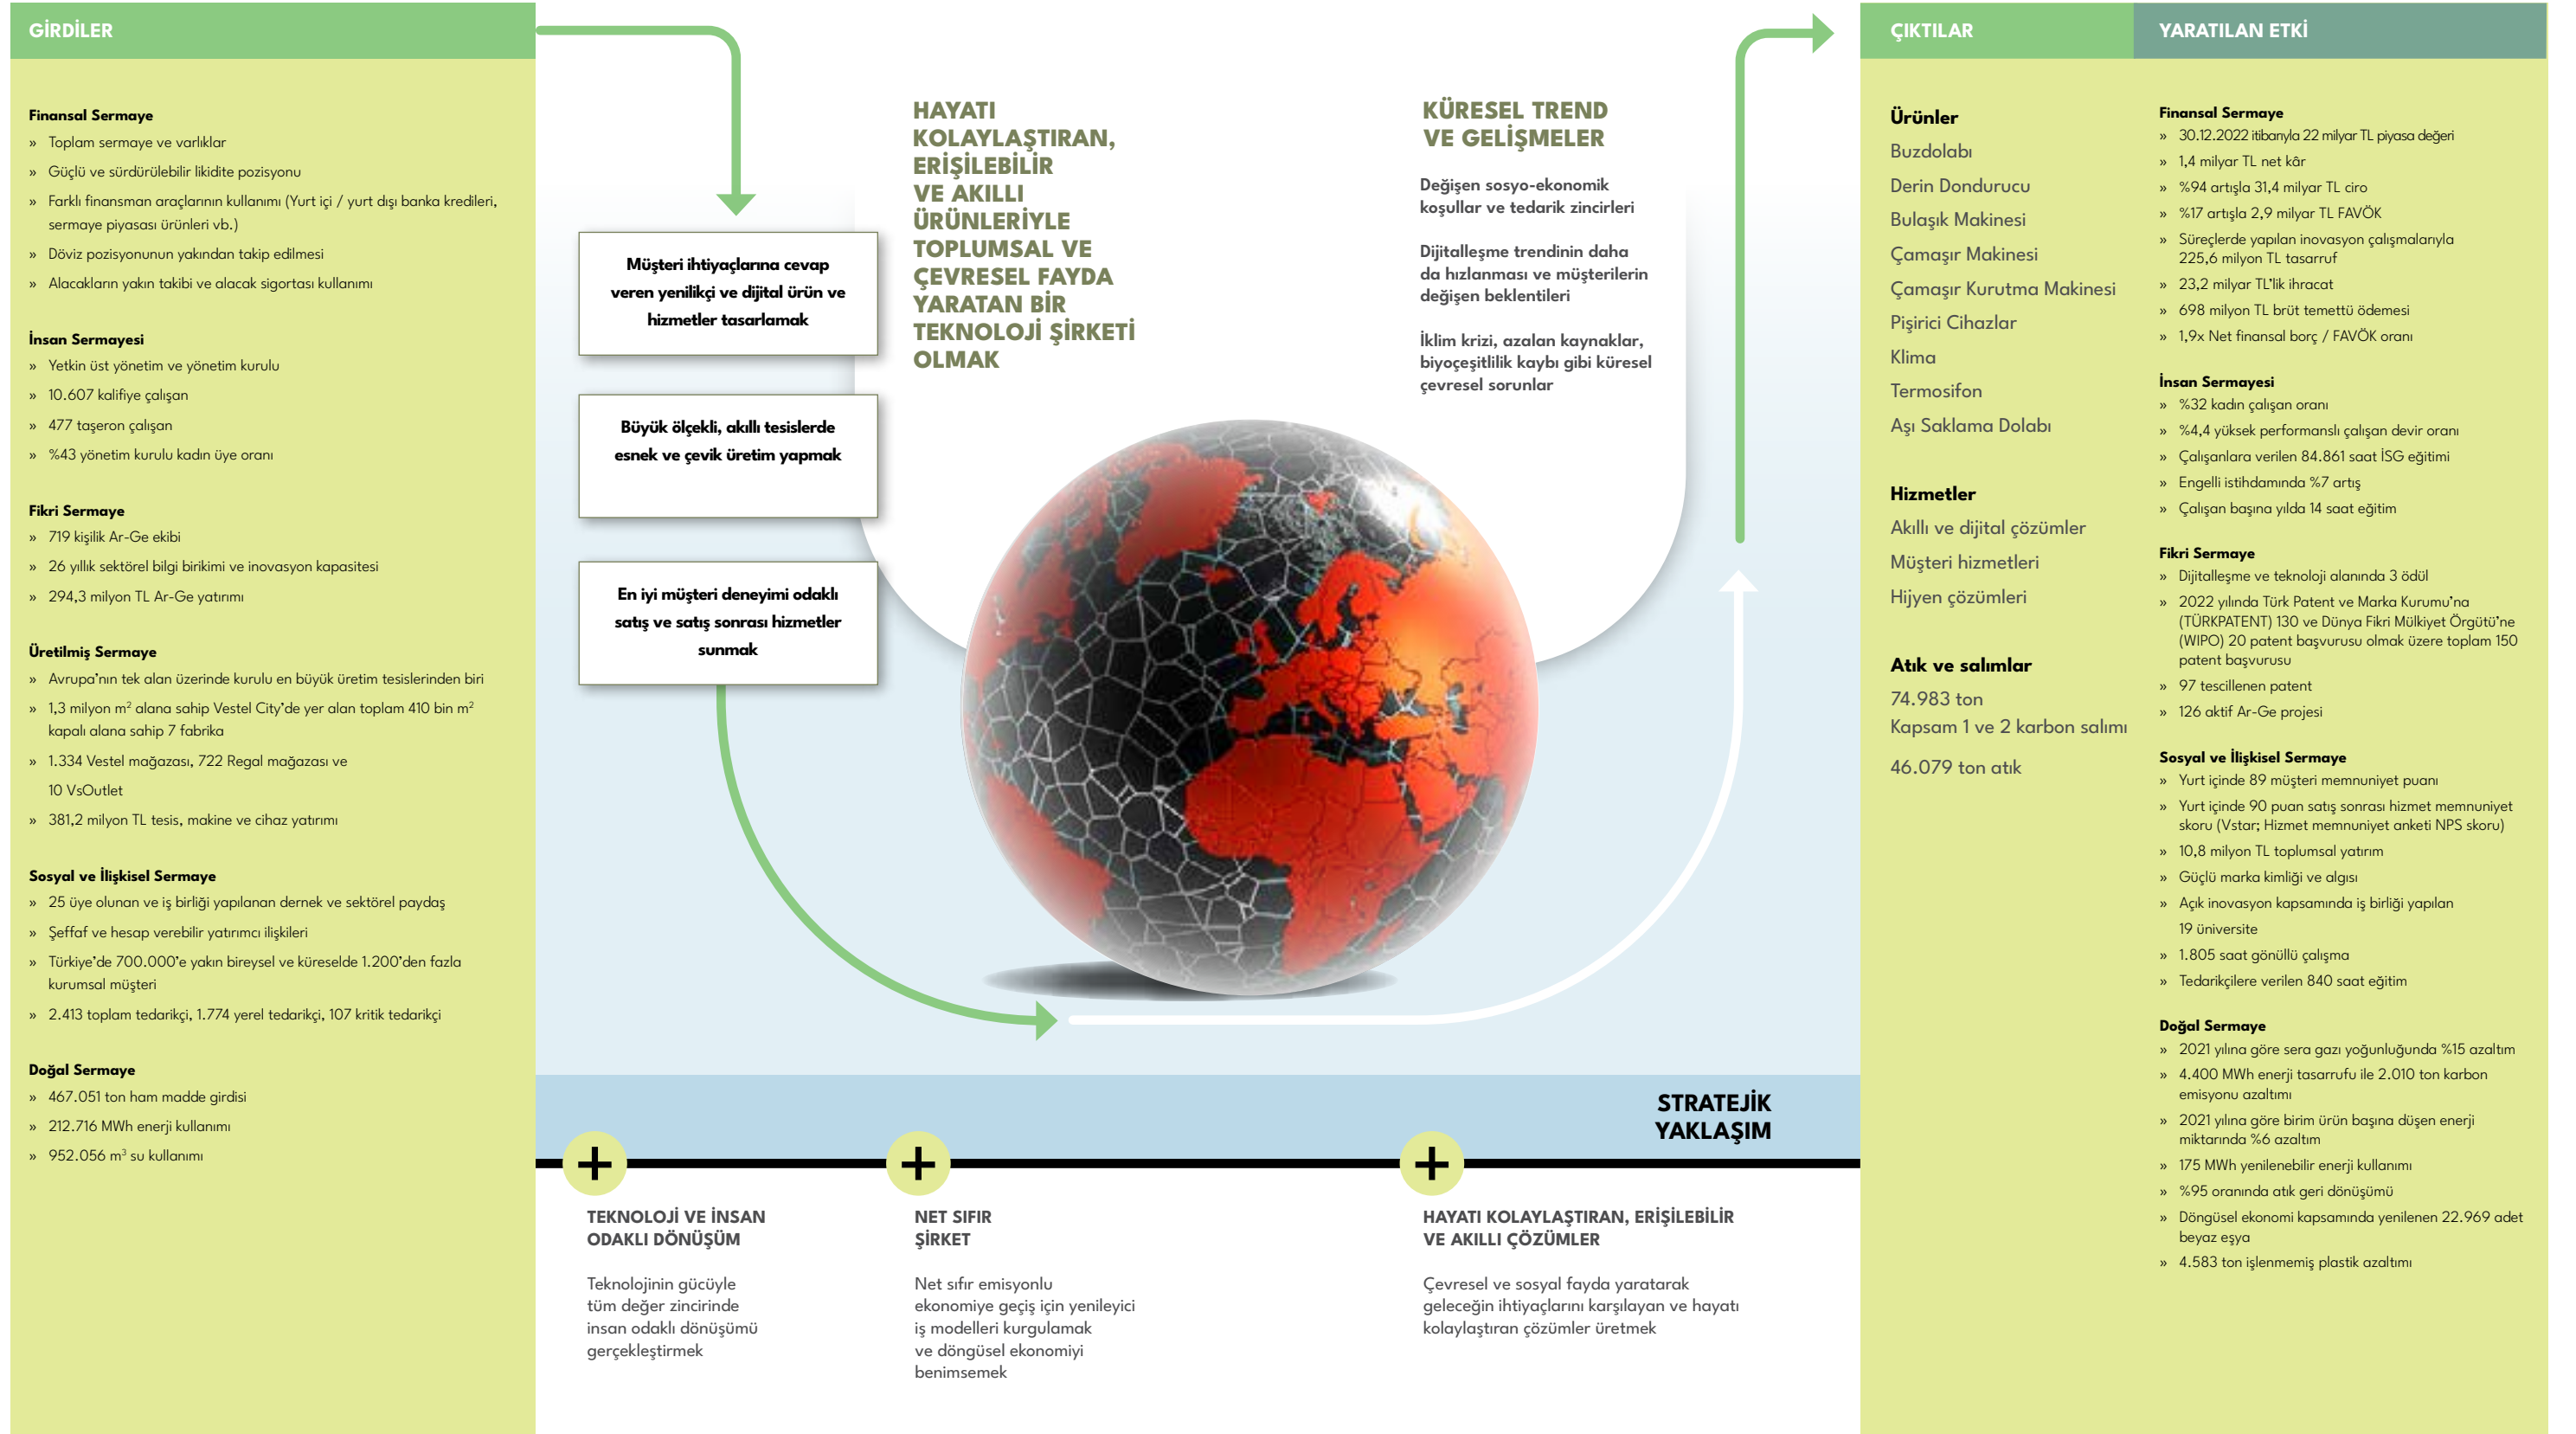 GİRDİLER
Finansal Sermaye
» Toplam sermaye ve varlıklar
» Güçlü ve sürdürülebilir likidite pozisyonu
» Farklı finansman araçlarının kullanımı (Yurt içi / yurt dışı banka kredileri,
sermaye piyasası ürünleri vb.)
» Döviz pozisyonunun yakından takip edilmesi
» Alacakların yakın takibi ve alacak sigortası kullanımı
İnsan Sermayesi
» Yetkin üst yönetim ve yönetim kurulu
» 10.607 kalifiye çalışan
» 477 taşeron çalışan
» %43 yönetim kurulu kadın üye oranı
Fikri Sermaye
» 719 kişilik Ar-Ge ekibi
» 26 yıllık sektörel bilgi birikimi ve inovasyon kapasitesi
» 294,3 milyon TL Ar-Ge yatırımı
Üretilmiş Sermaye
» Avrupa’nın tek alan üzerinde kurulu en büyük üretim tesislerinden biri
» 1,3 milyon m² alana sahip Vestel City’de yer alan toplam 410 bin m²
kapalı alana sahip 7 fabrika
» 1.334 Vestel mağazası, 722 Regal mağazası ve
10 VsOutlet
» 381,2 milyon TL tesis, makine ve cihaz yatırımı
Sosyal ve İlişkisel Sermaye
» 25 üye olunan ve iş birliği yapılanan dernek ve sektörel paydaş
» Şeffaf ve hesap verebilir yatırımcı ilişkileri
» Türkiye’de 700.000’e yakın bireysel ve küreselde 1.200’den fazla
kurumsal müşteri
» 2.413 toplam tedarikçi, 1.774 yerel tedarikçi, 107 kritik tedarikçi
Doğal Sermaye
» 467.051 ton ham madde girdisi
» 212.716 MWh enerji kullanımı
» 952.056 m³ su kullanımı
Müşteri ihtiyaçlarına cevap
veren yenilikçi ve dijital ürün ve
hizmetler tasarlamak
Büyük ölçekli, akıllı tesislerde
esnek ve çevik üretim yapmak
En iyi müşteri deneyimi odaklı
satış ve satış sonrası hizmetler
sunmak
HAYATI
KOLAYLAŞTIRAN,
ERİŞİLEBİLİR
VE AKILLI
ÜRÜNLERİYLE
TOPLUMSAL VE
ÇEVRESEL FAYDA
YARATAN BİR
TEKNOLOJİ ŞİRKETİ
OLMAK
KÜRESEL TREND
VE GELİŞMELER
Değişen sosyo-ekonomik
koşullar ve tedarik zincirleri
Dijitalleşme trendinin daha
da hızlanması ve müşterilerin
değişen beklentileri
İklim krizi, azalan kaynaklar,
biyoçeşitlilik kaybı gibi küresel
çevresel sorunlar
STRATEJİK
YAKLAŞIM
TEKNOLOJİ VE İNSAN
ODAKLI DÖNÜŞÜM
Teknolojinin gücüyle
tüm değer zincirinde
insan odaklı dönüşümü
gerçekleştirmek
NET SIFIR
ŞİRKET
Net sıfır emisyonlu
ekonomiye geçiş için yenileyici
iş modelleri kurgulamak
ve döngüsel ekonomiyi
benimsemek
HAYATI KOLAYLAŞTIRAN, ERİŞİLEBİLİR
VE AKILLI ÇÖZÜMLER
Çevresel ve sosyal fayda yaratarak
geleceğin ihtiyaçlarını karşılayan ve hayatı
kolaylaştıran çözümler üretmek
ÇIKTILAR
Ürünler
Buzdolabı
Derin Dondurucu
Bulaşık Makinesi
Çamaşır Makinesi
Çamaşır Kurutma Makinesi
Pişirici Cihazlar
Klima
Termosifon
Aşı Saklama Dolabı
Hizmetler
Akıllı ve dijital çözümler
Müşteri hizmetleri
Hijyen çözümleri
Atık ve salımlar
74.983 ton
Kapsam 1 ve 2 karbon salımı
46.079 ton atık
YARATILAN ETKİ
Finansal Sermaye
» 30.12.2022 itibarıyla 22 milyar TL piyasa değeri
» 1,4 milyar TL net kâr
» %94 artışla 31,4 milyar TL ciro
» %17 artışla 2,9 milyar TL FAVÖK
» Süreçlerde yapılan inovasyon çalışmalarıyla
225,6 milyon TL tasarruf
» 23,2 milyar TL’lik ihracat
» 698 milyon TL brüt temettü ödemesi
» 1,9x Net finansal borç / FAVÖK oranı
İnsan Sermayesi
» %32 kadın çalışan oranı
» %4,4 yüksek performanslı çalışan devir oranı
» Çalışanlara verilen 84.861 saat İSG eğitimi
» Engelli istihdamında %7 artış
» Çalışan başına yılda 14 saat eğitim
Fikri Sermaye
» Dijitalleşme ve teknoloji alanında 3 ödül
» 2022 yılında Türk Patent ve Marka Kurumu’na
(TÜRKPATENT) 130 ve Dünya Fikri Mülkiyet Örgütü’ne
(WIPO) 20 patent başvurusu olmak üzere toplam 150
patent başvurusu
» 97 tescillenen patent
» 126 aktif Ar-Ge projesi
Sosyal ve İlişkisel Sermaye
» Yurt içinde 89 müşteri memnuniyet puanı
» Yurt içinde 90 puan satış sonrası hizmet memnuniyet
skoru (Vstar; Hizmet memnuniyet anketi NPS skoru)
» 10,8 milyon TL toplumsal yatırım
» Güçlü marka kimliği ve algısı
» Açık inovasyon kapsamında iş birliği yapılan
19 üniversite
» 1.805 saat gönüllü çalışma
» Tedarikçilere verilen 840 saat eğitim
Doğal Sermaye
» 2021 yılına göre sera gazı yoğunluğunda %15 azaltım
» 4.400 MWh enerji tasarrufu ile 2.010 ton karbon
emisyonu azaltımı
» 2021 yılına göre birim ürün başına düşen enerji
miktarında %6 azaltım
» 175 MWh yenilenebilir enerji kullanımı
» %95 oranında atık geri dönüşümü
» Döngüsel ekonomi kapsamında yenilenen 22.969 adet
beyaz eşya
» 4.583 ton işlenmemiş plastik azaltımı